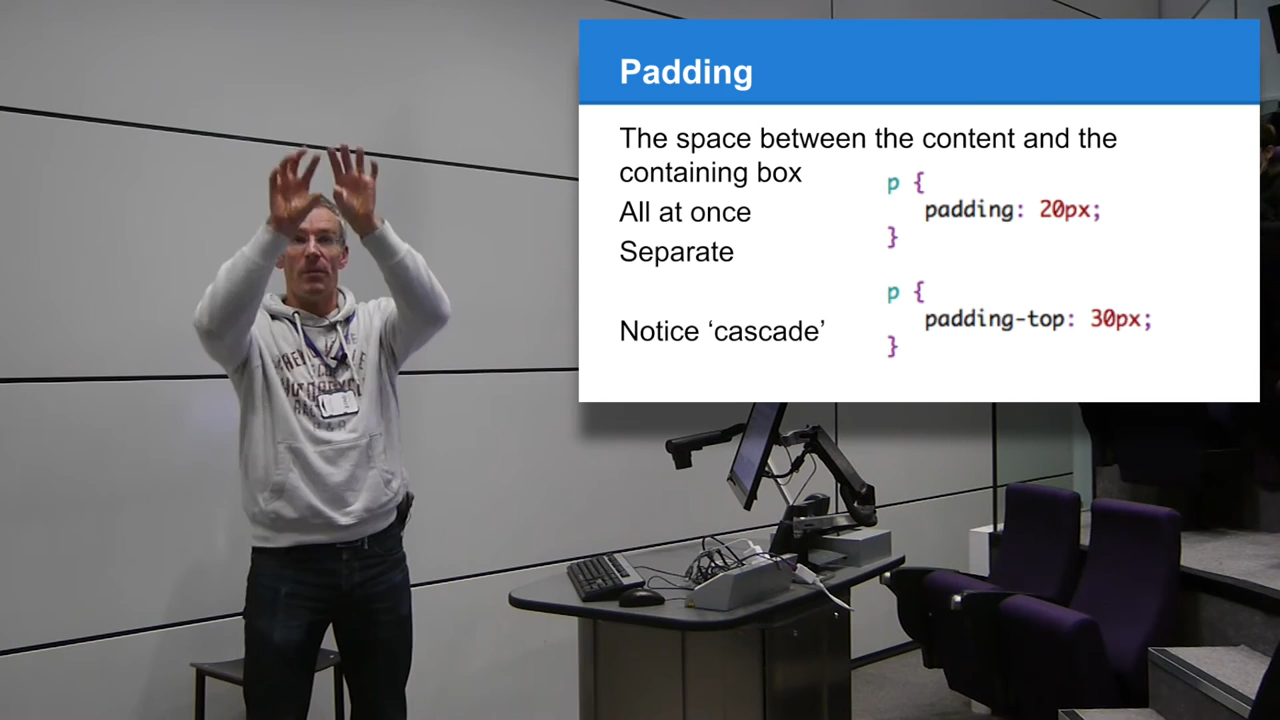 Padding
The space between the content and the
containing box
All at once
Separate
Notice ‘cascade’
p {
padding: 20px;
}
p {
padding-top: 30px;
}